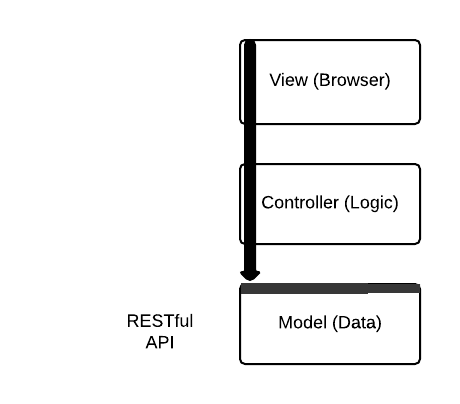 View (Browser)
Controller (Logic)
Model (Data)
RESTful
API